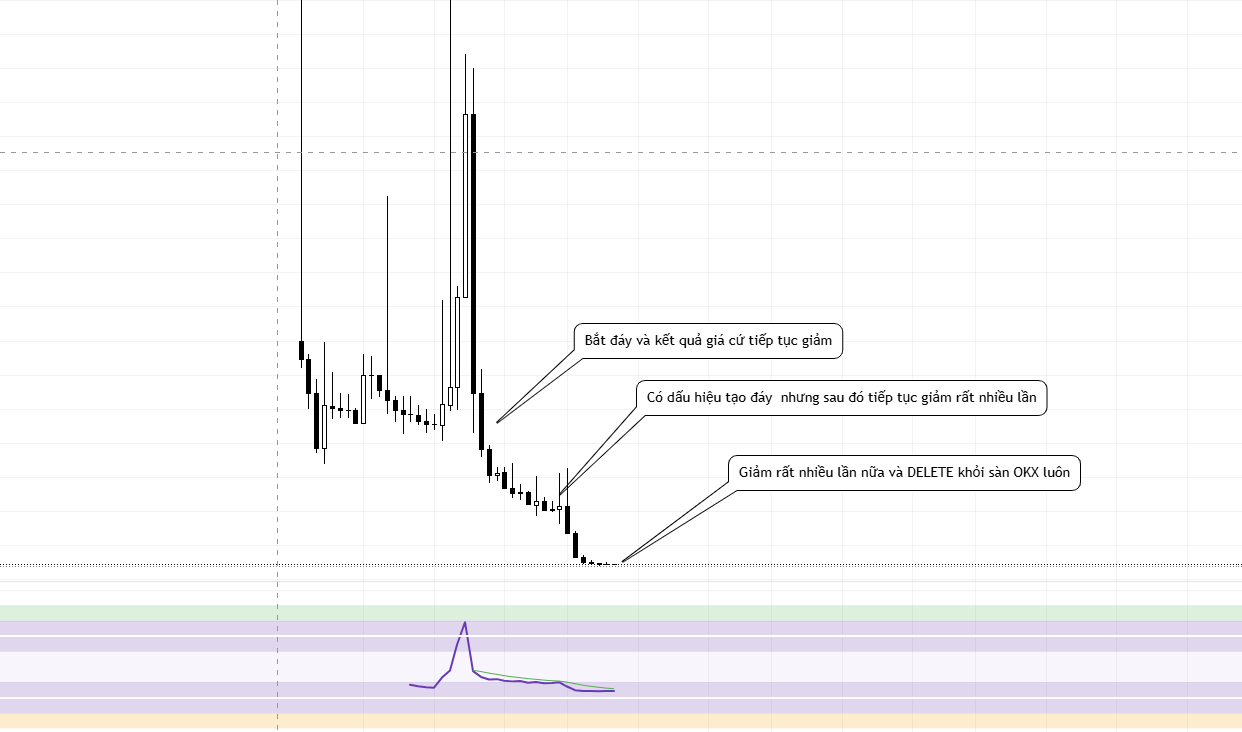 Bắt đáy và kết quả giá cứ tiếp tục giảm
Có dấu hiệu tạo đáy  nhưng sau đó tiếp tục giảm rất nhiều lần
Giảm rất nhiều lần nữa và DELETE khỏi sàn OKX luôn